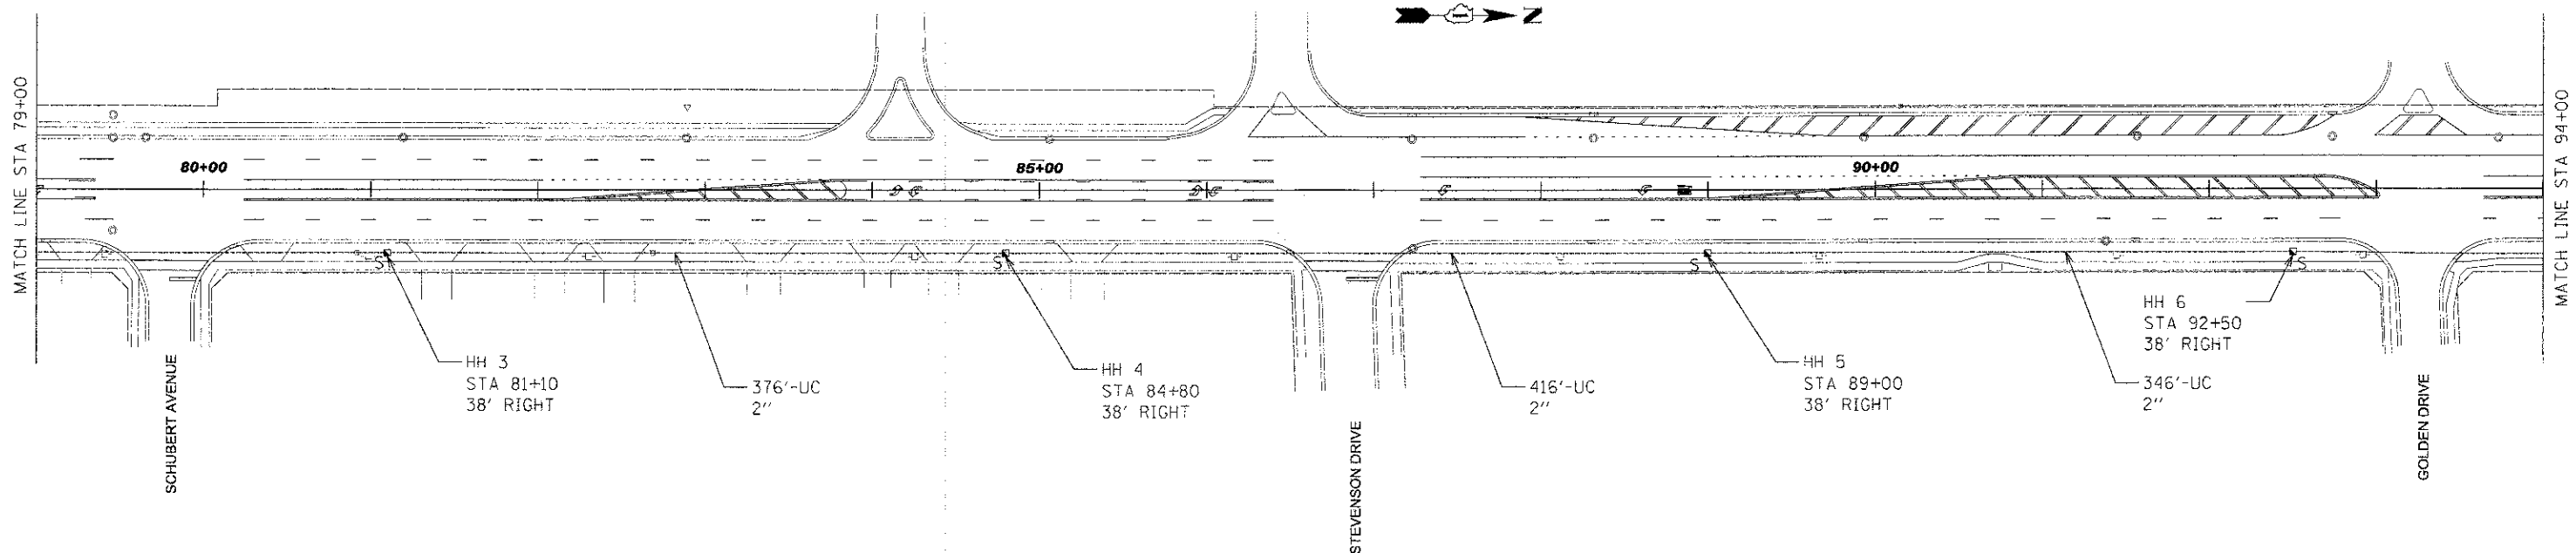 N
MATCH LINE STA 79+00
80+00
85+00
90+00
MATCH LINE STA 94+00
S
S
S
S
HH 3
STA 81+10
38' RIGHT
376'-UC
2"
HH 4
STA 84+80
38' RIGHT
416'-UC
2"
HH 5
STA 89+00
38' RIGHT
346'-UC
2"
HH 6
STA 92+50
38' RIGHT
SCHUBERT AVENUE
STEVENSON DRIVE
GOLDEN DRIVE